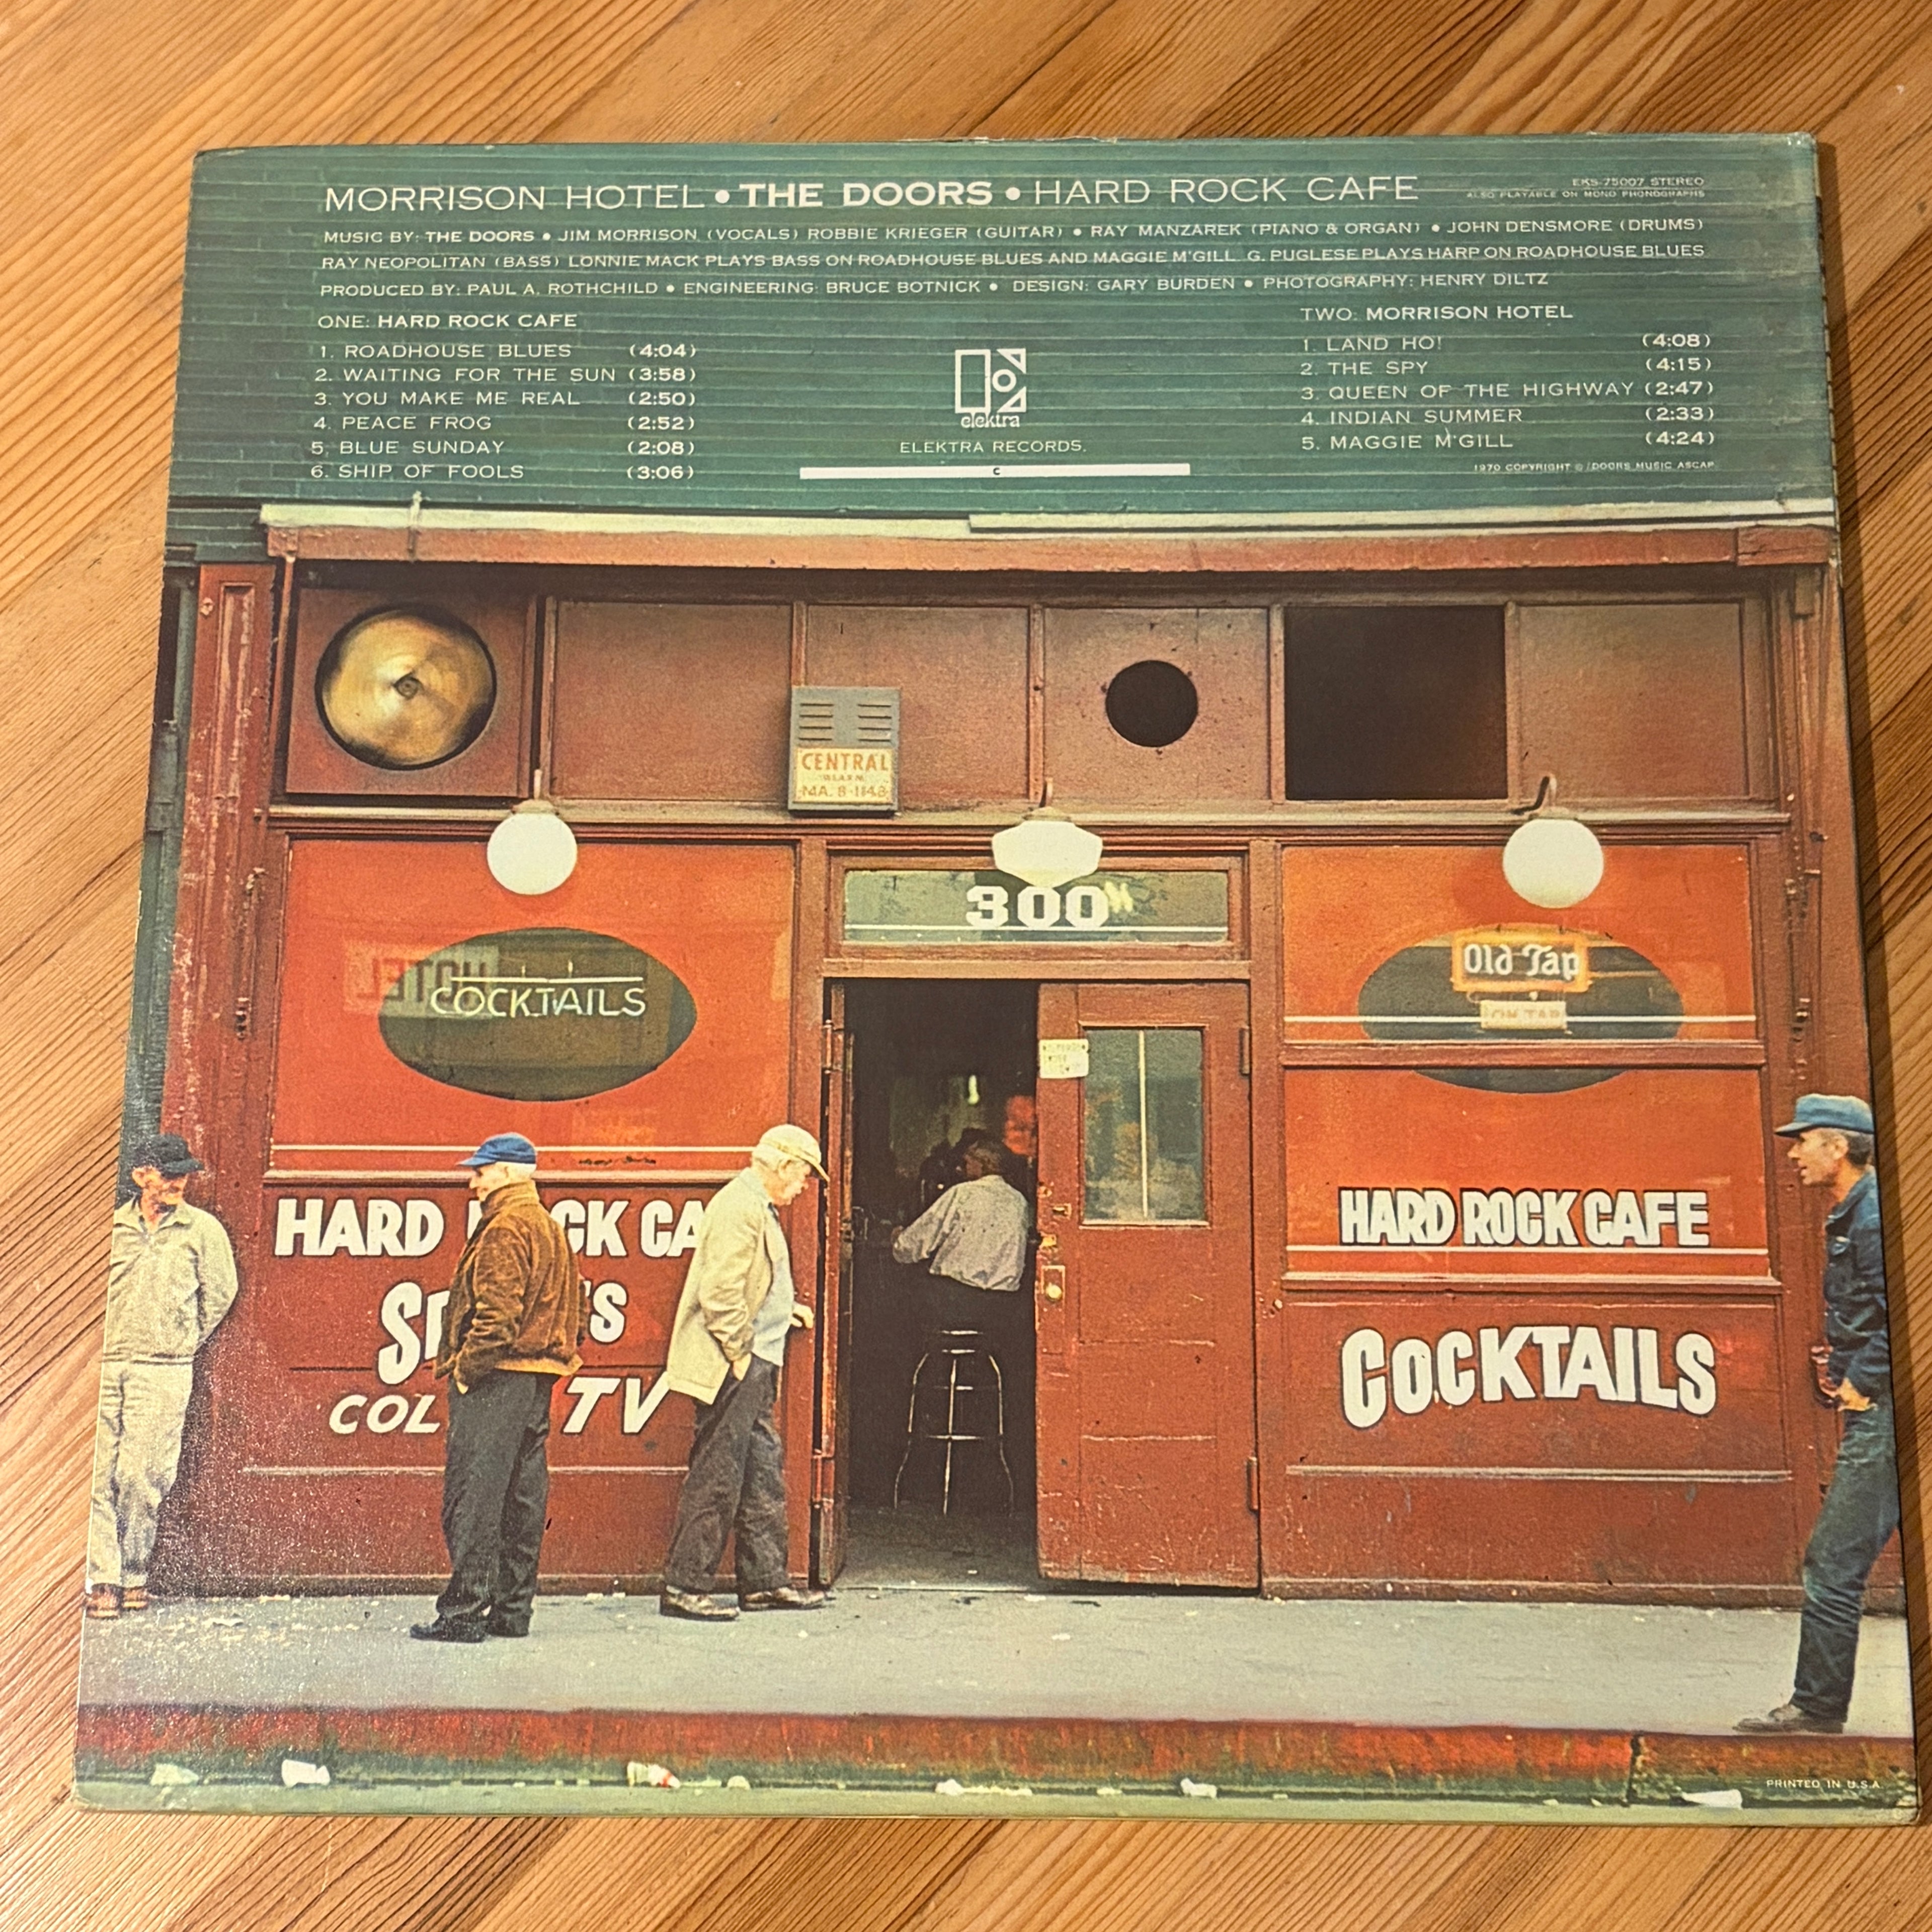 MORRISON HOTEL • THE DOORS • HARD ROCK CAFE
EKS-75007 STEREO
ALSO PLAYABLE ON MONO PHONOGRAPHS
MUSIC BY: THE DOORS • JIM MORRISON (VOCALS) ROBBIE KRIEGER (GUITAR) • RAY MANZAREK (PIANO & ORGAN) • JOHN DENSMORE (DRUMS)
RAY NEOPOLITAN (BASS) LONNIE MACK PLAYS BASS ON ROADHOUSE BLUES AND MAGGIE M'GILL G. PUGLESE PLAYS HARP ON ROADHOUSE BLUES
PRODUCED BY: PAUL A. ROTHCHILD • ENGINEERING: BRUCE BOTNICK • DESIGN: GARY BURDEN • PHOTOGRAPHY: HENRY DILTZ
ONE: HARD ROCK CAFE
1. ROADHOUSE BLUES (4:04)
2. WAITING FOR THE SUN (3:58)
3. YOU MAKE ME REAL (2:50)
4. PEACE FROG (2:52)
5. BLUE SUNDAY (2:08)
6. SHIP OF FOOLS (3:06)
elektra
ELEKTRA RECORDS.
C
TWO: MORRISON HOTEL
1. LAND HO! (4:08)
2. THE SPY (4:15)
3. QUEEN OF THE HIGHWAY (2:47)
4. INDIAN SUMMER (2:33)
5. MAGGIE M'GILL (4:24)
1970 COPYRIGHT © /DOORS MUSIC ASCAP
CENTRAL
ALARM
MA. 8-1148
300
HOTEL
COCKTAILS
Old Tap
ON TAP
HARD CK CA
S 'S
COL TV
HARD ROCK CAFE
COCKTAILS
PRINTED IN U.S.A.